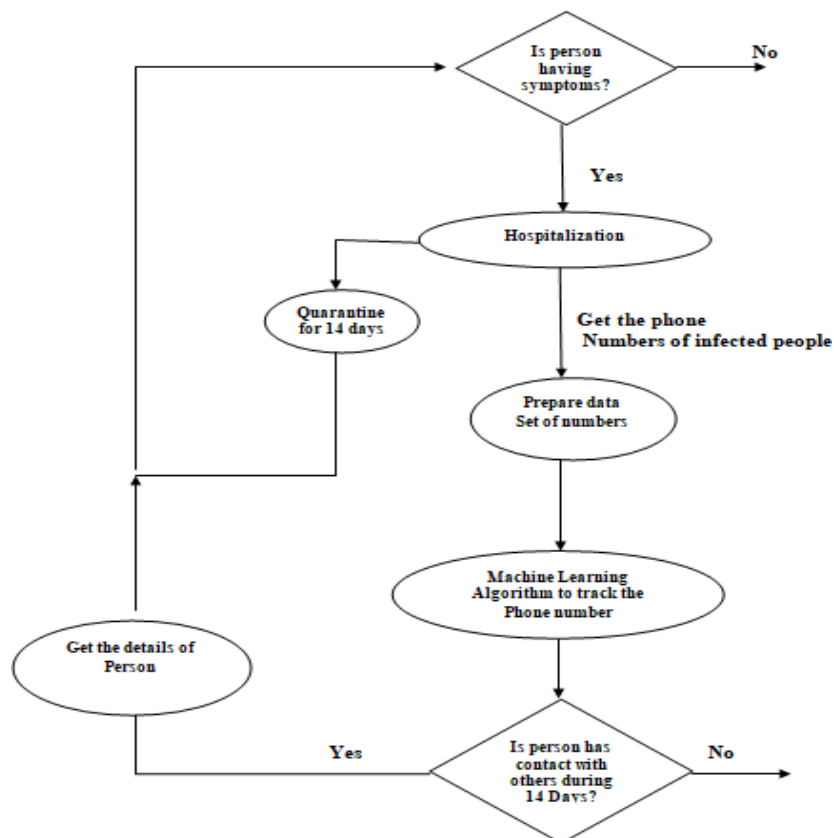 Is person
having
symptoms?
No
Yes
Hospitalization
Quarantine
for 14 days
Get the phone
Numbers of infected people
Prepare data
Set of numbers
Machine Learning
Algorithm to track the
Phone number
Get the details of
Person
Yes
Is person has
contact with
others during
14 Days?
No